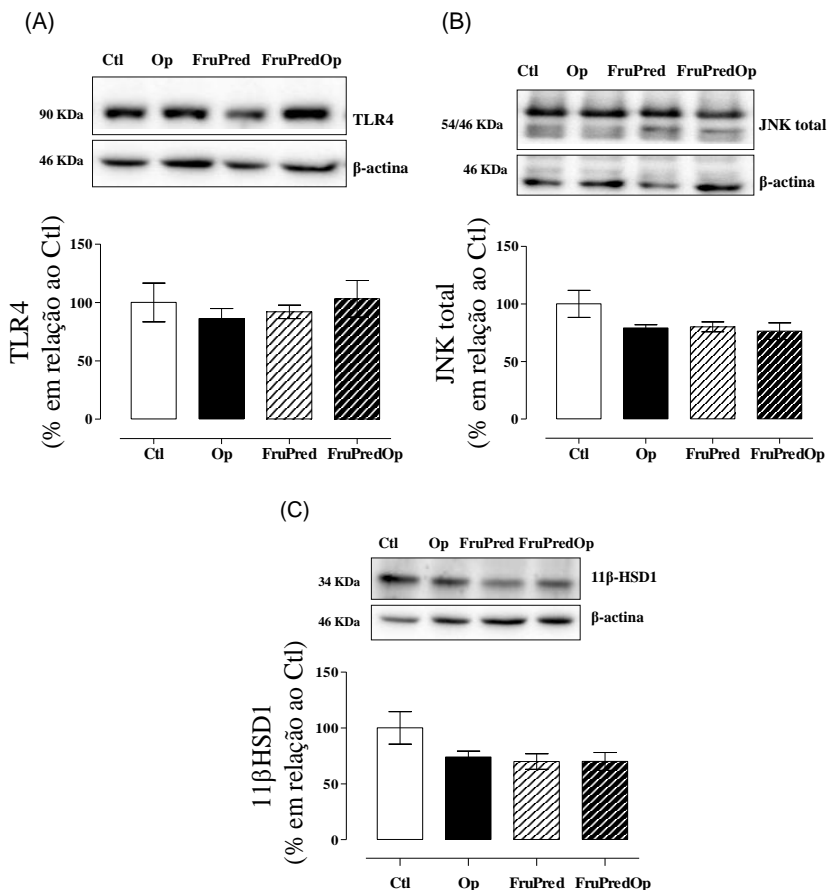 (A)
Ctl Op FruPred FruPredOp
90 KDa
TLR4
46 KDa
β-actina
TLR4
(% em relação ao Ctl)
150
100
50
0
Ctl Op FruPred FruPredOp
(B)
Ctl Op FruPred FruPredOp
54/46 KDa
JNK total
46 KDa
β-actina
JNK total
(% em relação ao Ctl)
150
100
50
0
Ctl Op FruPred FruPredOp
(C)
Ctl Op FruPred FruPredOp
34 KDa
11β-HSD1
46 KDa
β-actina
11βHSD1
(% em relação ao Ctl)
150
100
50
0
Ctl Op FruPred FruPredOp